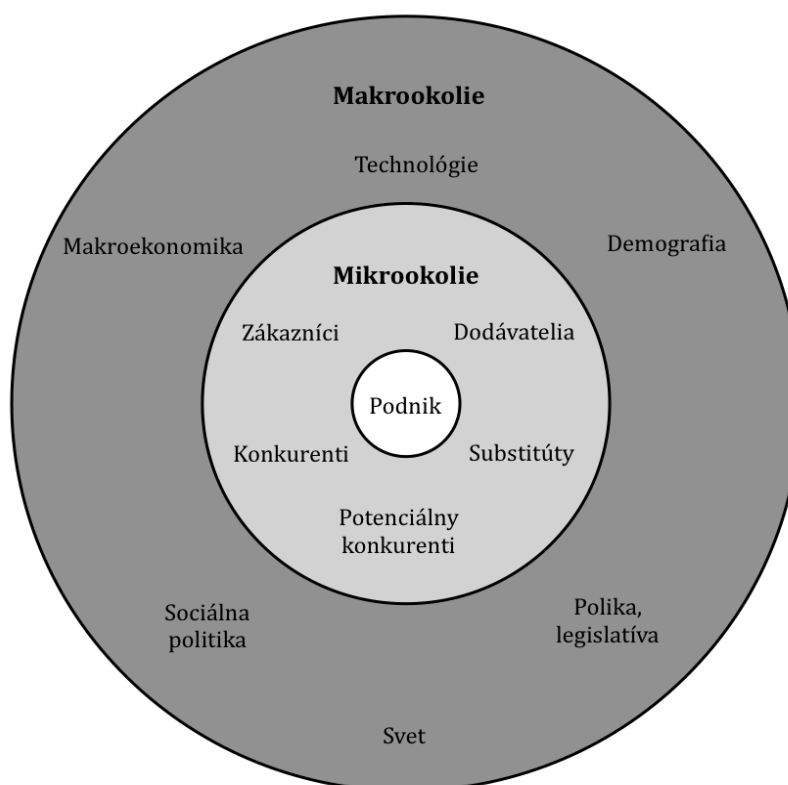 Makrookolie
Technológie
Makroekonomika
Demografia
Mikrookolie
Zákazníci
Dodávatelia
Podnik
Konkurenti
Substitúty
Potenciálny
konkurenti
Sociálna
politika
Polika,
legislatíva
Svet